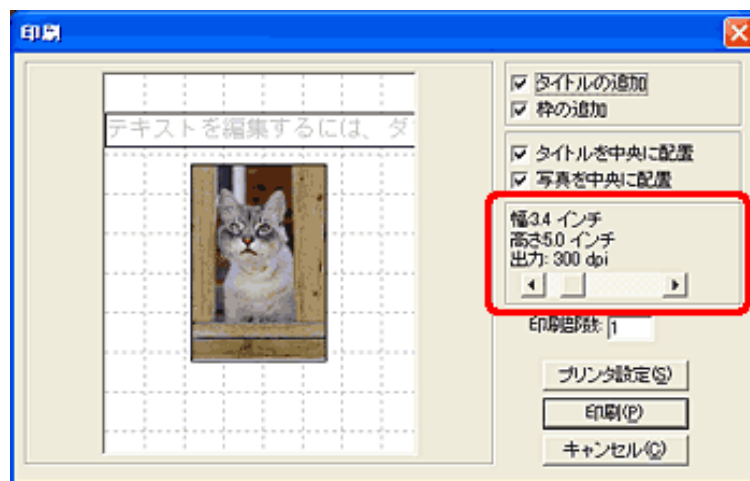 印刷
テキストを編集するには、ダ
タイトルの追加
枠の追加
タイトルを中央に配置
写真を中央に配置
幅3.4 インチ
高さ5.0 インチ
出力: 300 dpi
印刷部数: 1
プリンタ設定(S)
印刷(P)
キャンセル(C)